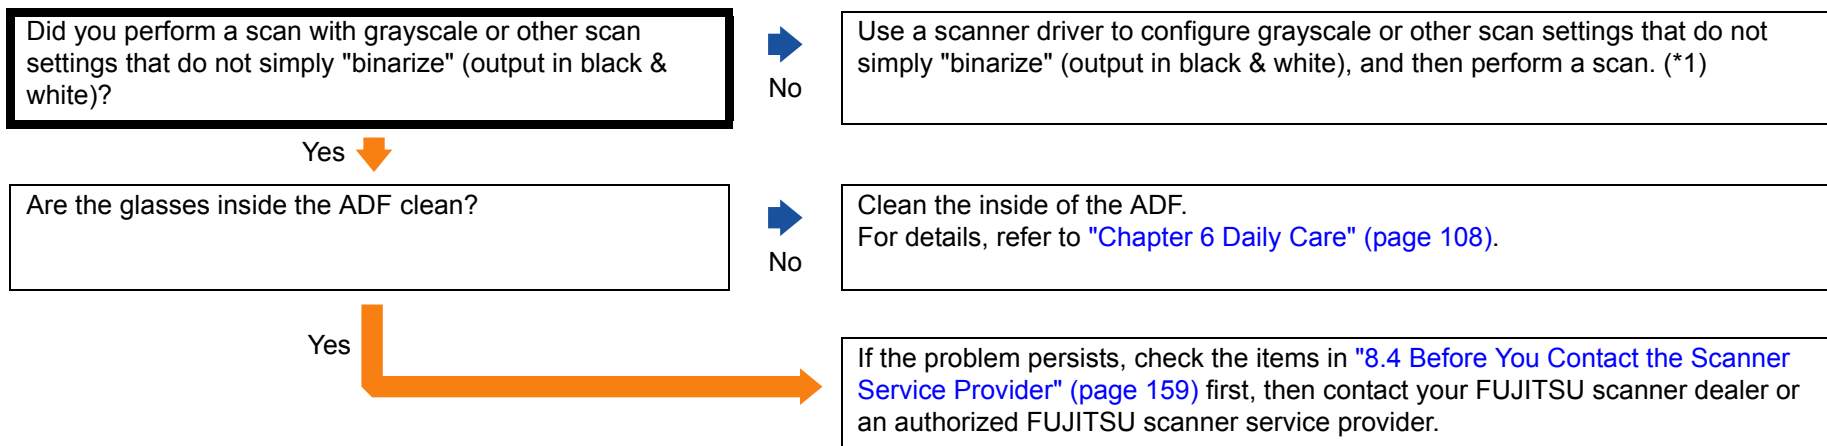 Did you perform a scan with grayscale or other scan
settings that do not simply "binarize" (output in black &
white)?
No
Use a scanner driver to configure grayscale or other scan settings that do not
simply "binarize" (output in black & white), and then perform a scan. (*1)
Yes
Are the glasses inside the ADF clean?
No
Clean the inside of the ADF.
For details, refer to "Chapter 6 Daily Care" (page 108).
Yes
If the problem persists, check the items in "8.4 Before You Contact the Scanner
Service Provider" (page 159) first, then contact your FUJITSU scanner dealer or
an authorized FUJITSU scanner service provider.